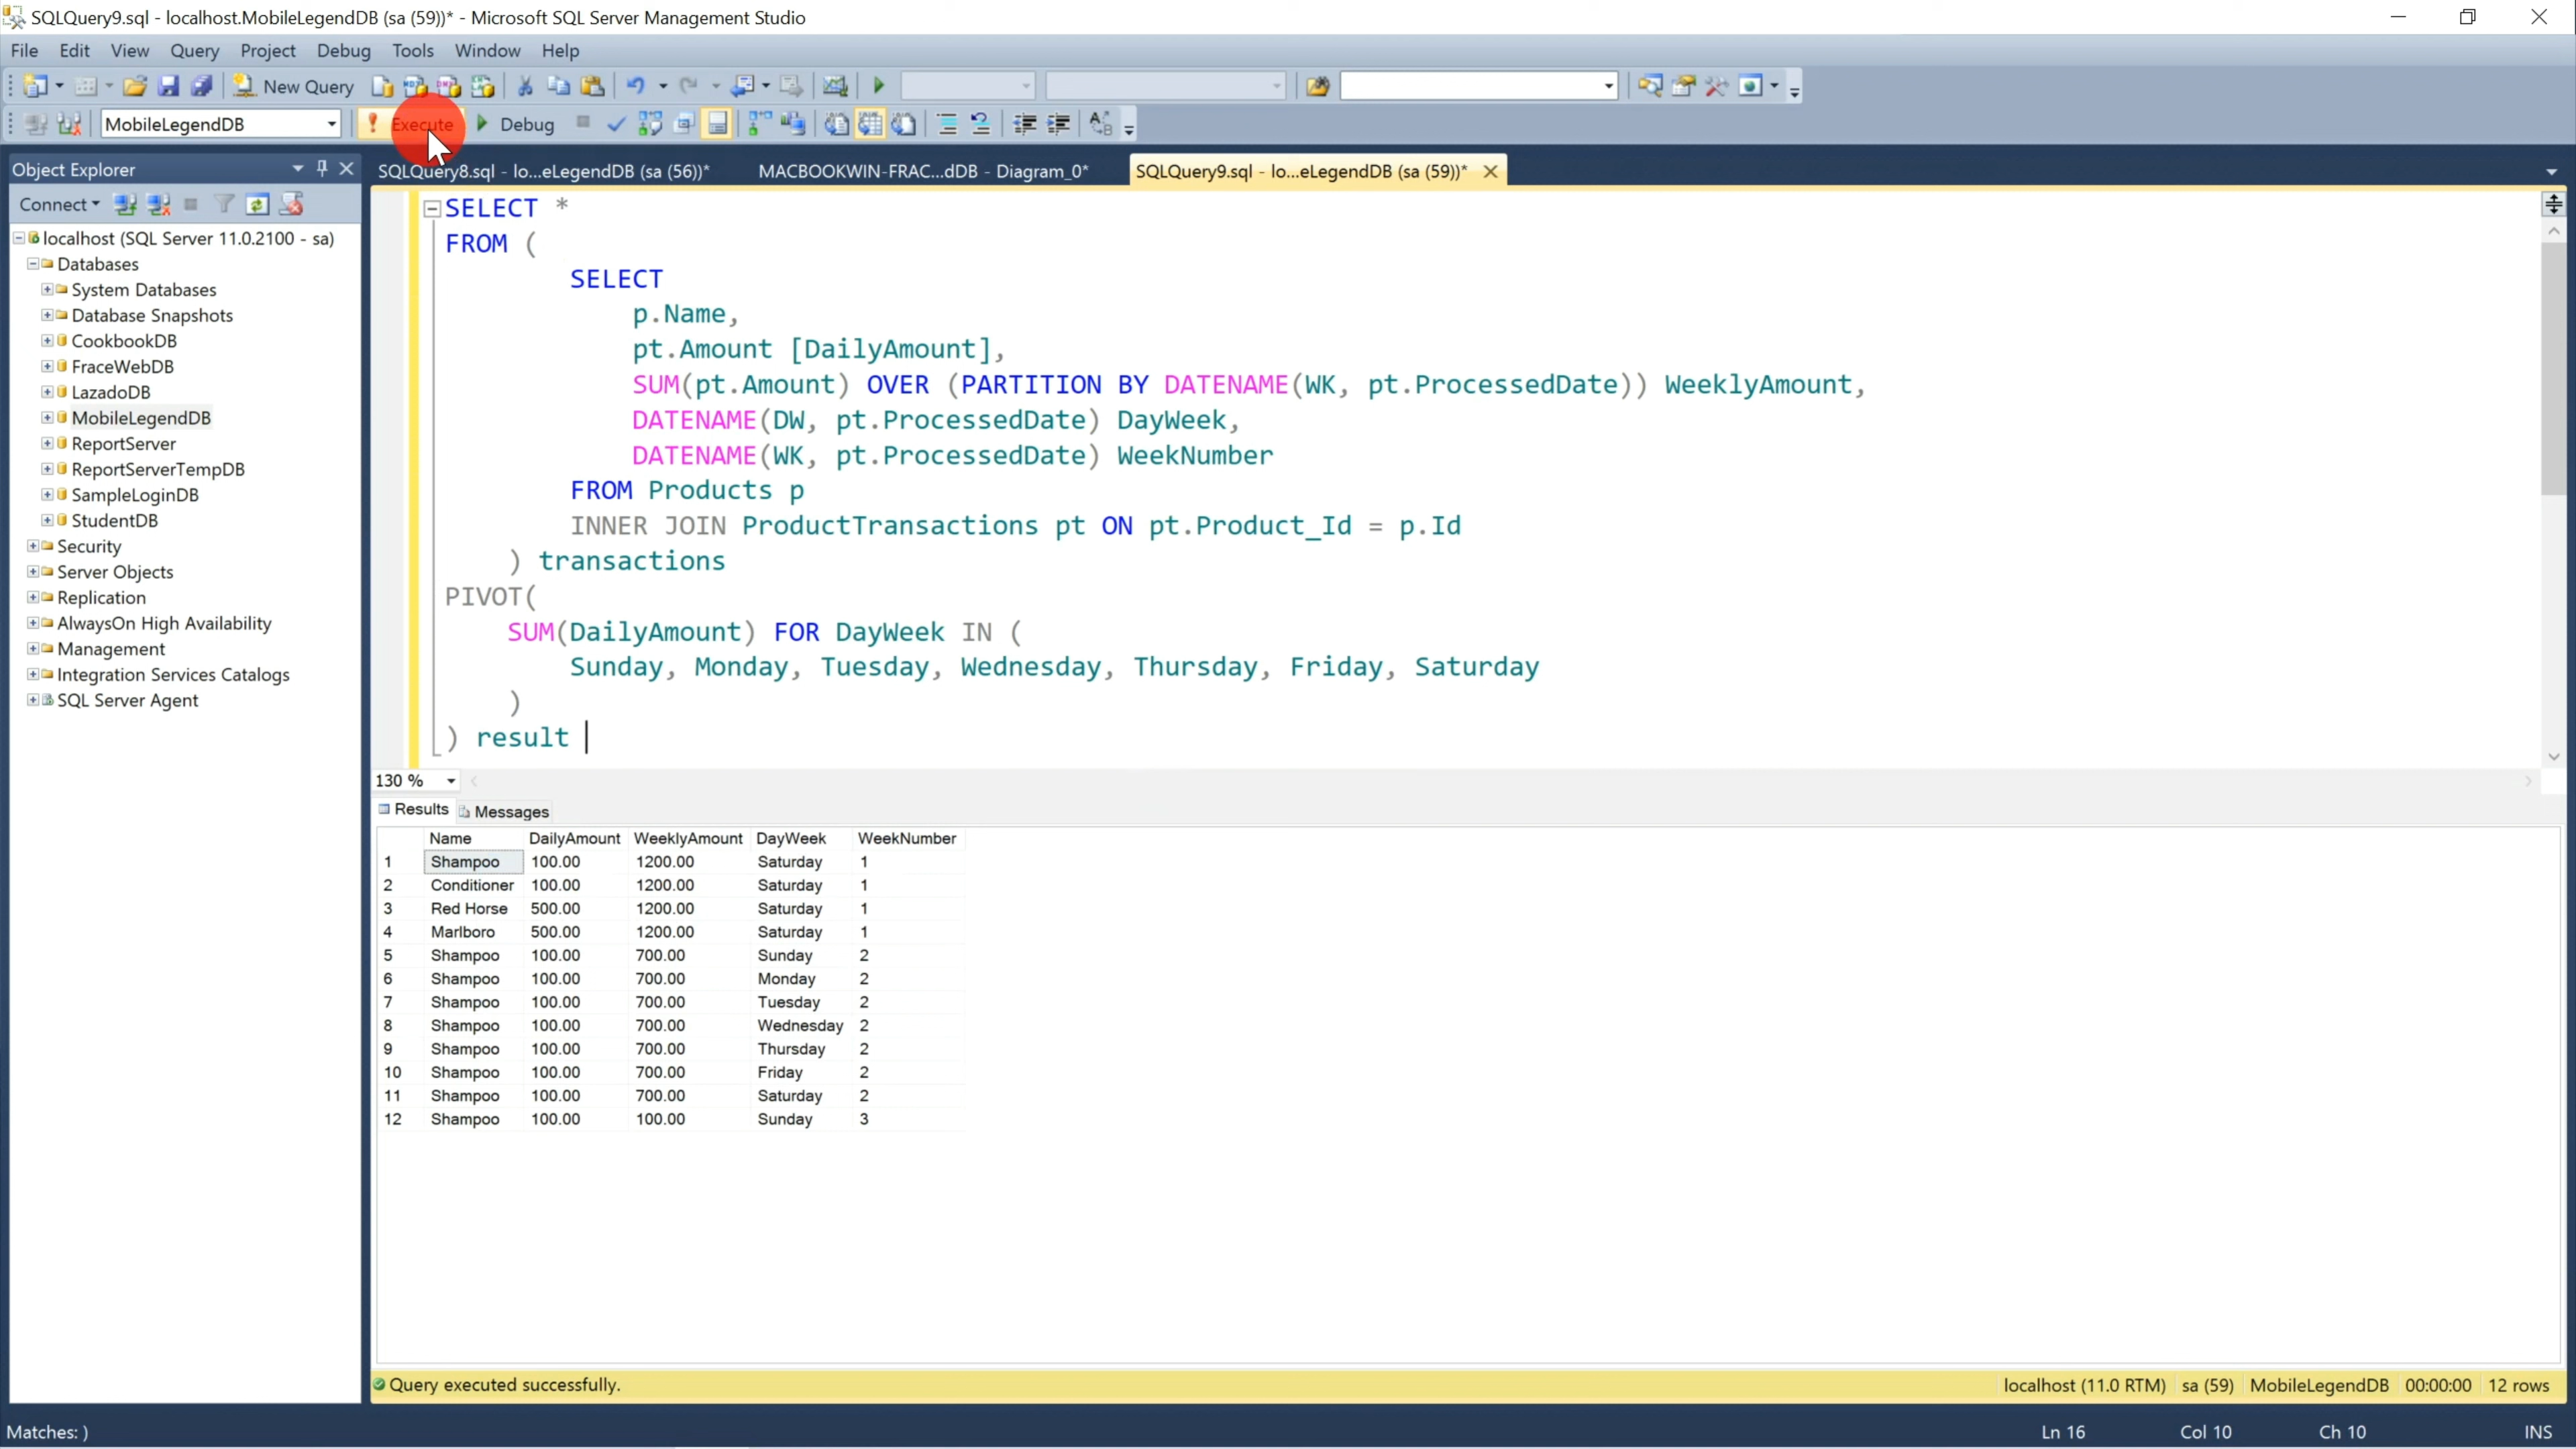 SQLQuery9.sql - localhost.MobileLegendDB (sa (59))* - Microsoft SQL Server Management Studio
File Edit View Query Project Debug Tools Window Help
New Query
MobileLegendDB Execute Debug
Object Explorer
SQLQuery8.sql - lo...eLegendDB (sa (56))* MACBOOKWIN-FRAC...dDB - Diagram_0* SQLQuery9.sql - lo...eLegendDB (sa (59))*
Connect
localhost (SQL Server 11.0.2100 - sa)
Databases
System Databases
Database Snapshots
CookbookDB
FraceWebDB
LazadoDB
MobileLegendDB
ReportServer
ReportServerTempDB
SampleLoginDB
StudentDB
Security
Server Objects
Replication
AlwaysOn High Availability
Management
Integration Services Catalogs
SQL Server Agent
SELECT *
FROM (
SELECT
p.Name,
pt.Amount [DailyAmount],
SUM(pt.Amount) OVER (PARTITION BY DATENAME(WK, pt.ProcessedDate)) WeeklyAmount,
DATENAME(DW, pt.ProcessedDate) DayWeek,
DATENAME(WK, pt.ProcessedDate) WeekNumber
FROM Products p
INNER JOIN ProductTransactions pt ON pt.Product_Id = p.Id
) transactions
PIVOT(
SUM(DailyAmount) FOR DayWeek IN (
Sunday, Monday, Tuesday, Wednesday, Thursday, Friday, Saturday
)
) result
130 %
Results Messages
Name DailyAmount WeeklyAmount DayWeek WeekNumber
1 Shampoo 100.00 1200.00 Saturday 1
2 Conditioner 100.00 1200.00 Saturday 1
3 Red Horse 500.00 1200.00 Saturday 1
4 Marlboro 500.00 1200.00 Saturday 1
5 Shampoo 100.00 700.00 Sunday 2
6 Shampoo 100.00 700.00 Monday 2
7 Shampoo 100.00 700.00 Tuesday 2
8 Shampoo 100.00 700.00 Wednesday 2
9 Shampoo 100.00 700.00 Thursday 2
10 Shampoo 100.00 700.00 Friday 2
11 Shampoo 100.00 700.00 Saturday 2
12 Shampoo 100.00 100.00 Sunday 3
Query executed successfully. localhost (11.0 RTM) sa (59) MobileLegendDB 00:00:00 12 rows
Matches: ) Ln 16 Col 10 Ch 10 INS